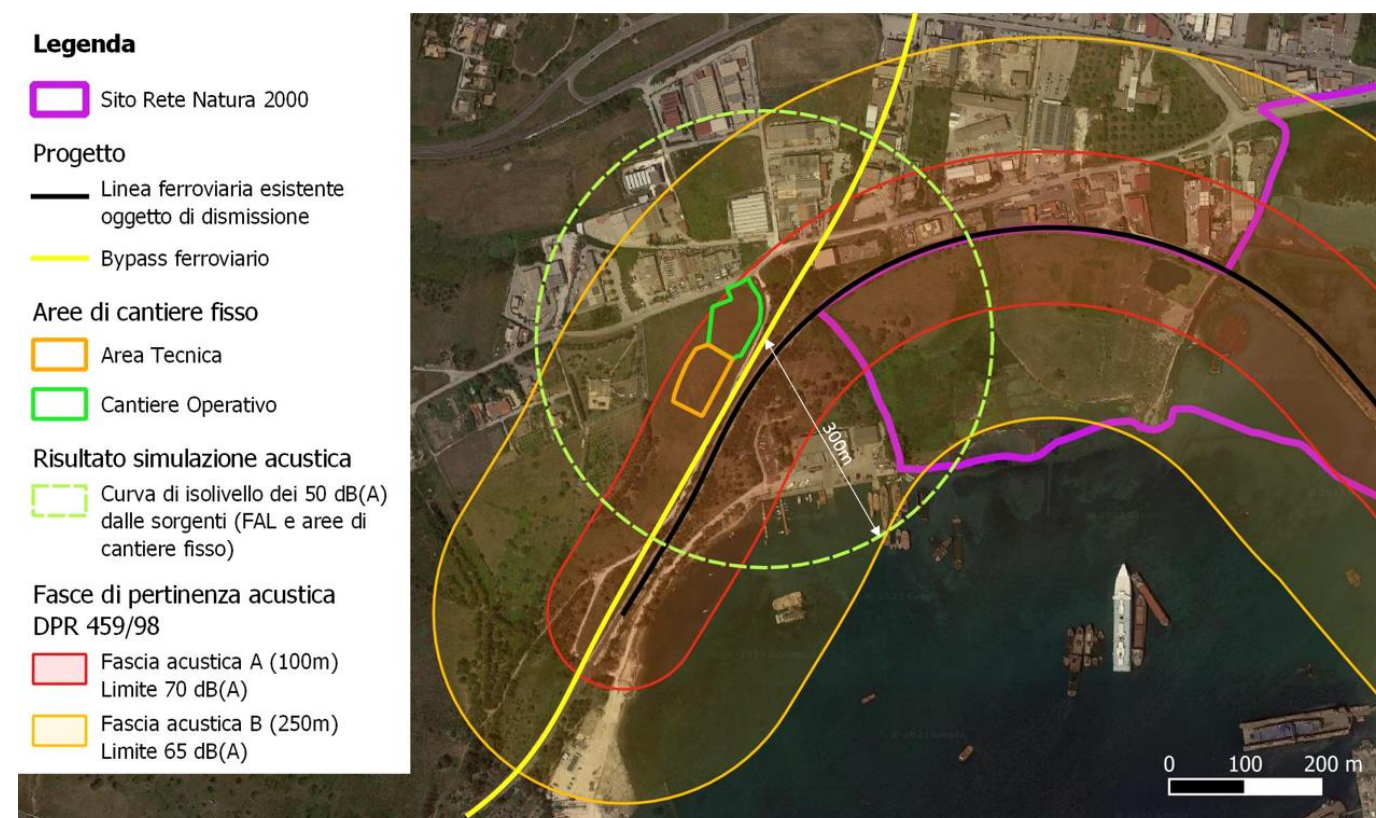 Legenda
Sito Rete Natura 2000
Progetto
Linea ferroviaria esistente
oggetto di dismissione
Bypass ferroviario
Aree di cantiere fisso
Area Tecnica
Cantiere Operativo
Risultato simulazione acustica
Curva di isolivello dei 50 dB(A)
dalle sorgenti (FAL e aree di
cantiere fisso)
Fasce di pertinenza acustica
DPR 459/98
Fascia acustica A (100m)
Limite 70 dB(A)
Fascia acustica B (250m)
Limite 65 dB(A)
300m
0 100 200 m